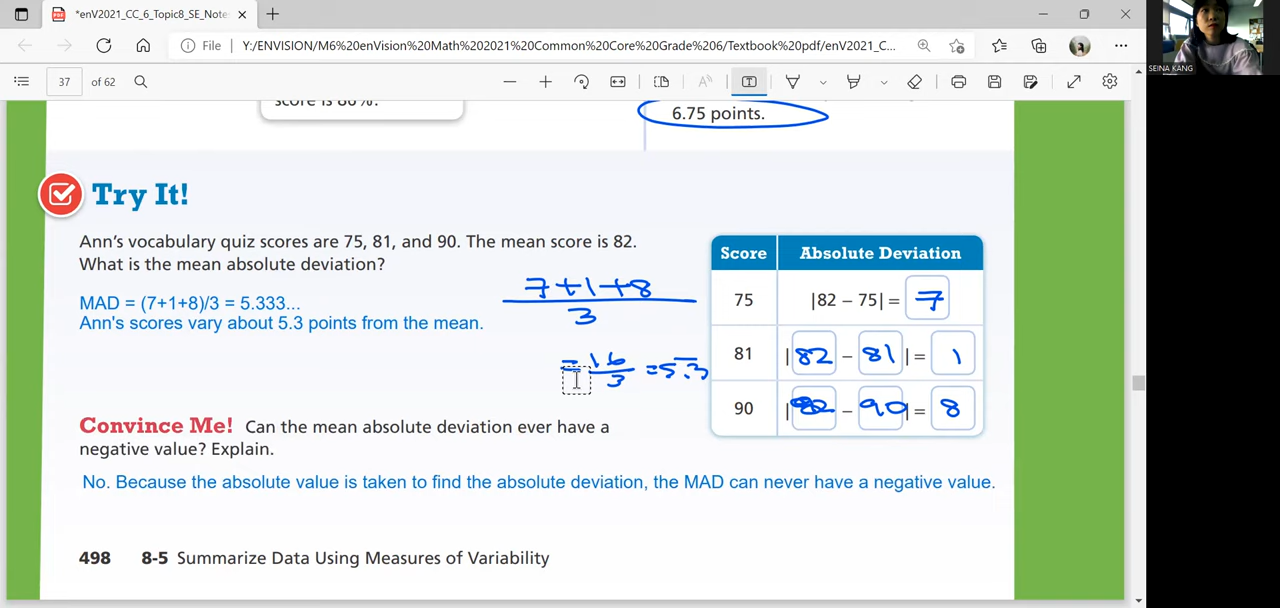 *enV2021_CC_6_Topic8_SE_Note
File Y:/ENVISION/M6%20enVision%20Math%202021%20Common%20Core%20Grade%206/Textbook%20pdf/enV2021_C...
37 of 62
SEINA KANG
score is 86%.
6.75 points.
Try It!
Ann's vocabulary quiz scores are 75, 81, and 90. The mean score is 82.
What is the mean absolute deviation?
MAD = (7+1+8)/3 = 5.333...
Ann's scores vary about 5.3 points from the mean.
7+1+8
3
= 16/3 = 5.3̅
Score Absolute Deviation
75 |82 − 75| = 7
81 |82 − 81| = 1
90 |82 − 90| = 8
Convince Me! Can the mean absolute deviation ever have a
negative value? Explain.
No. Because the absolute value is taken to find the absolute deviation, the MAD can never have a negative value.
498 8-5 Summarize Data Using Measures of Variability